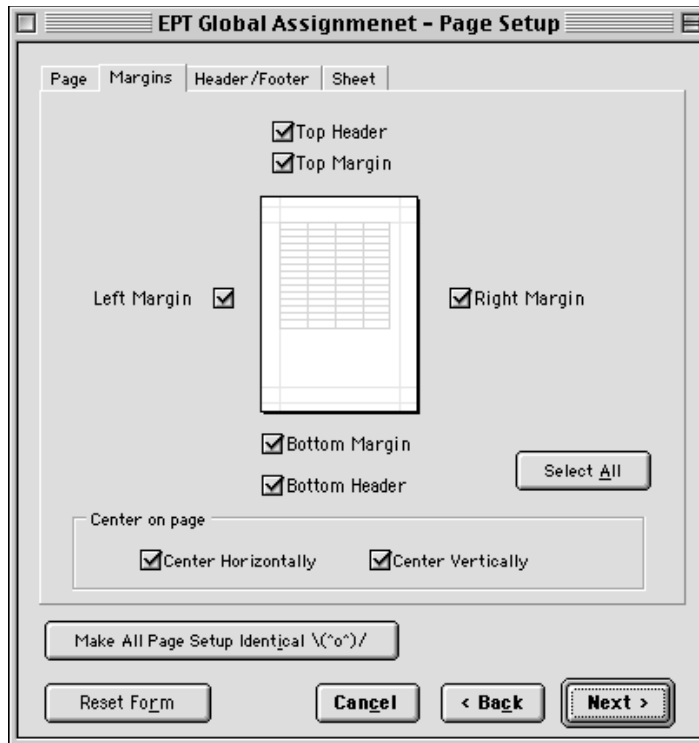 EPT Global Assignmenet - Page Setup
Page Margins Header/Footer Sheet
Top Header
Top Margin
Left Margin
Right Margin
Bottom Margin
Bottom Header
Select All
Center on page
Center Horizontally Center Vertically
Make All Page Setup Identical \(^o^)/
Reset Form Cancel < Back Next >